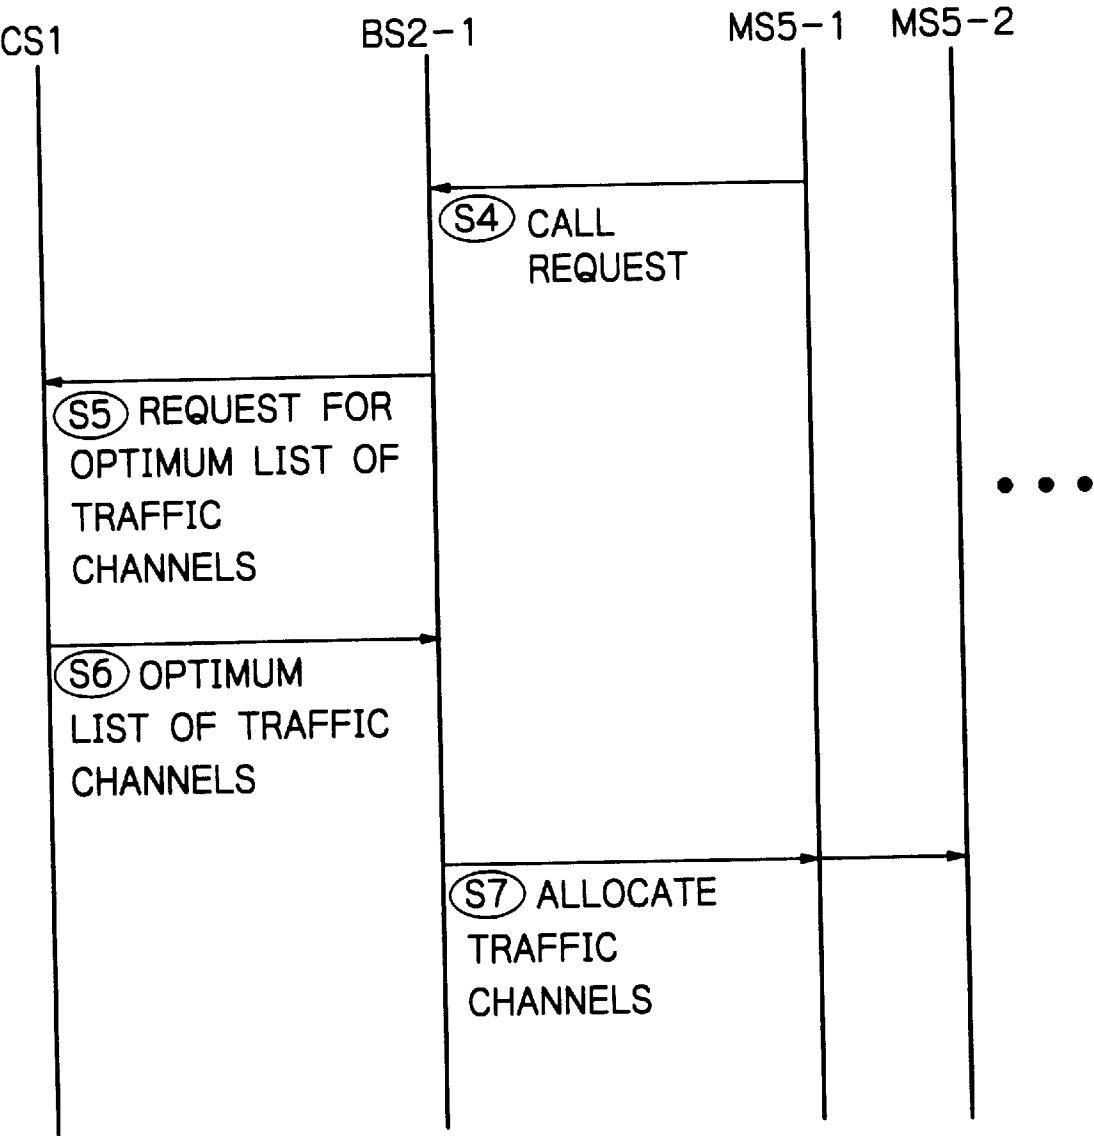 CS1
BS2-1
MS5-1
MS5-2
S4 CALL
REQUEST
S5 REQUEST FOR
OPTIMUM LIST OF
TRAFFIC
CHANNELS
S6 OPTIMUM
LIST OF TRAFFIC
CHANNELS
S7 ALLOCATE
TRAFFIC
CHANNELS